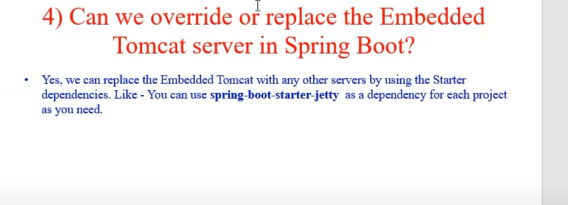 4) Can we override or replace the Embedded
Tomcat server in Spring Boot?
• Yes, we can replace the Embedded Tomcat with any other servers by using the Starter
dependencies. Like - You can use spring-boot-starter-jetty as a dependency for each project
as you need.